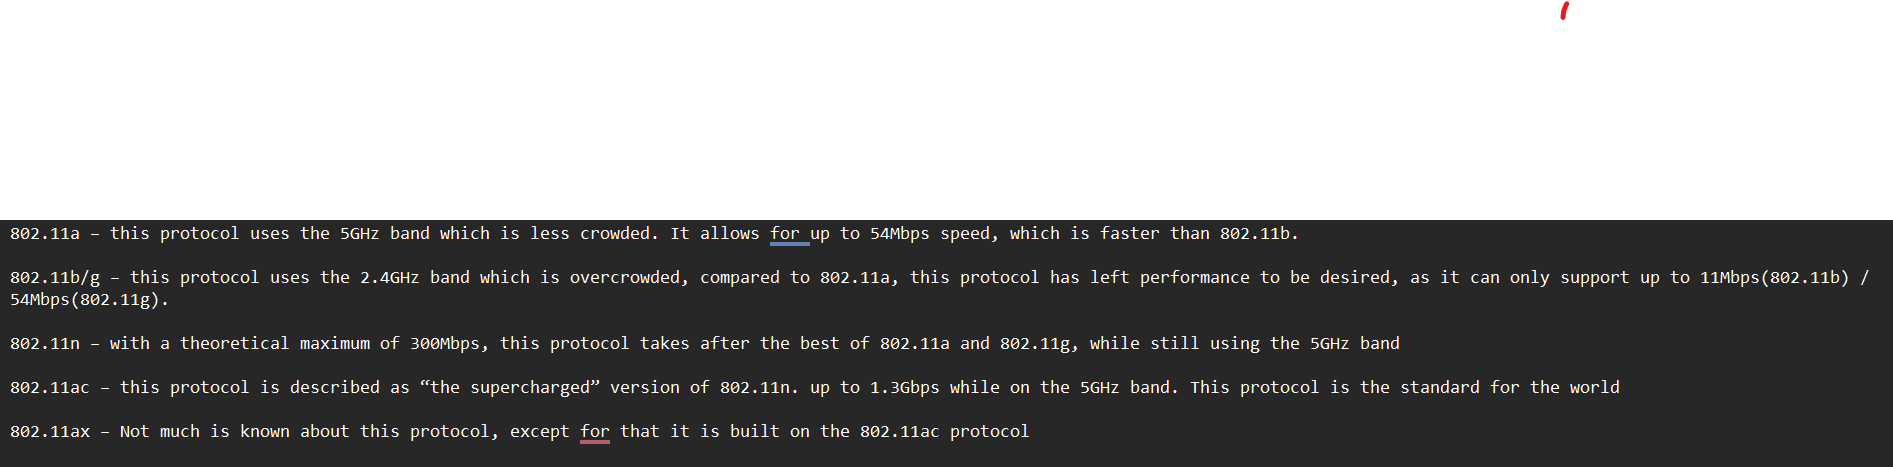 802.11a – this protocol uses the 5GHz band which is less crowded. It allows for up to 54Mbps speed, which is faster than 802.11b.
802.11b/g – this protocol uses the 2.4GHz band which is overcrowded, compared to 802.11a, this protocol has left performance to be desired, as it can only support up to 11Mbps(802.11b) /
54Mbps(802.11g).
802.11n – with a theoretical maximum of 300Mbps, this protocol takes after the best of 802.11a and 802.11g, while still using the 5GHz band
802.11ac – this protocol is described as “the supercharged” version of 802.11n. up to 1.3Gbps while on the 5GHz band. This protocol is the standard for the world
802.11ax – Not much is known about this protocol, except for that it is built on the 802.11ac protocol